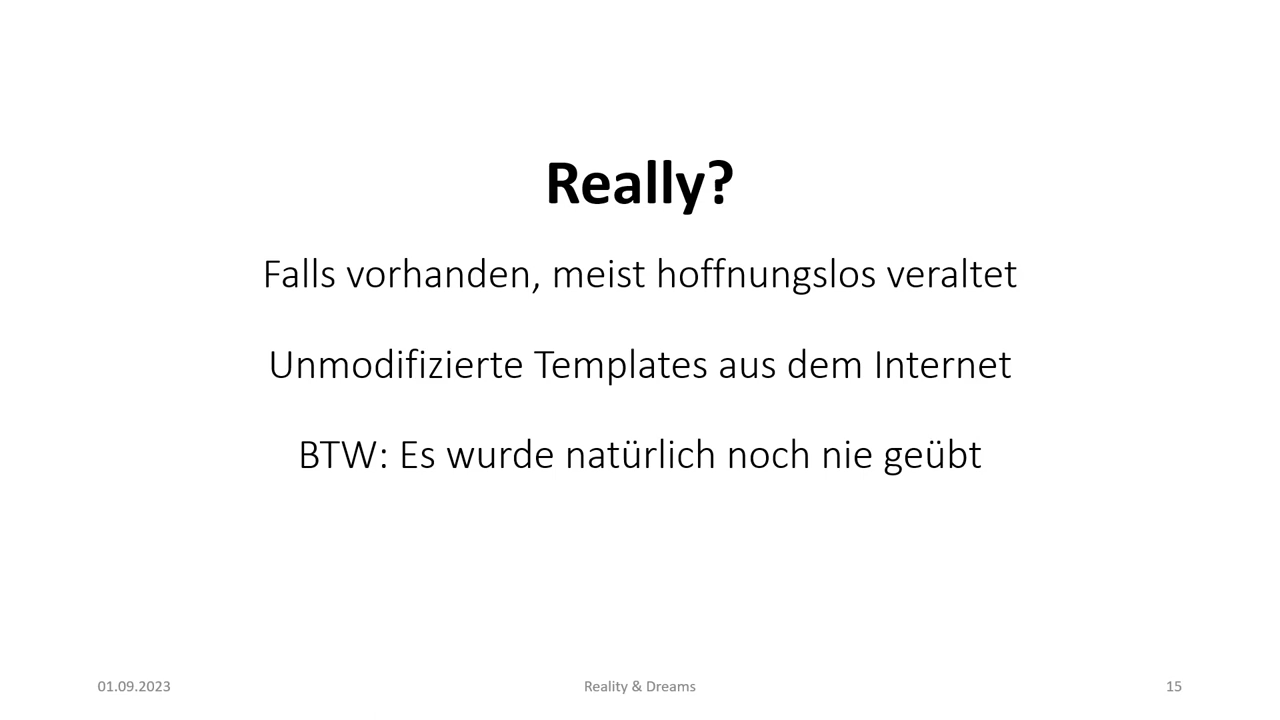 Really?
Falls vorhanden, meist hoffnungslos veraltet
Unmodifizierte Templates aus dem Internet
BTW: Es wurde natürlich noch nie geübt
01.09.2023
Reality & Dreams
15